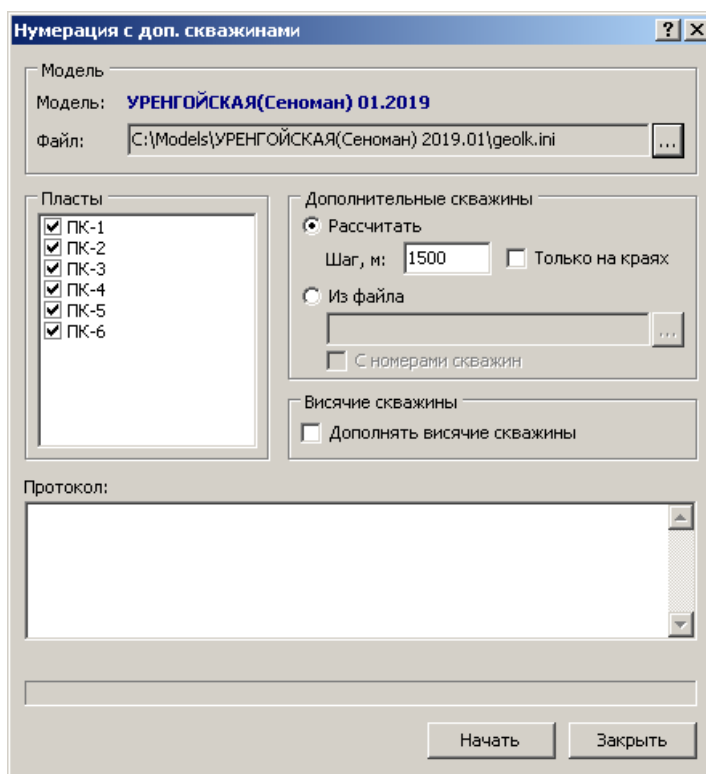 Нумерация с доп. скважинами
Модель
Модель: УРЕНГОЙСКАЯ(Сеноман) 01.2019
Файл: C:\Models\УРЕНГОЙСКАЯ(Сеноман) 2019.01\geolk.ini ...
Пласты
ПК-1
ПК-2
ПК-3
ПК-4
ПК-5
ПК-6
Дополнительные скважины
Рассчитать
Шаг, м: 1500 Только на краях
Из файла
...
С номерами скважин
Висячие скважины
Дополнять висячие скважины
Протокол:
Начать Закрыть